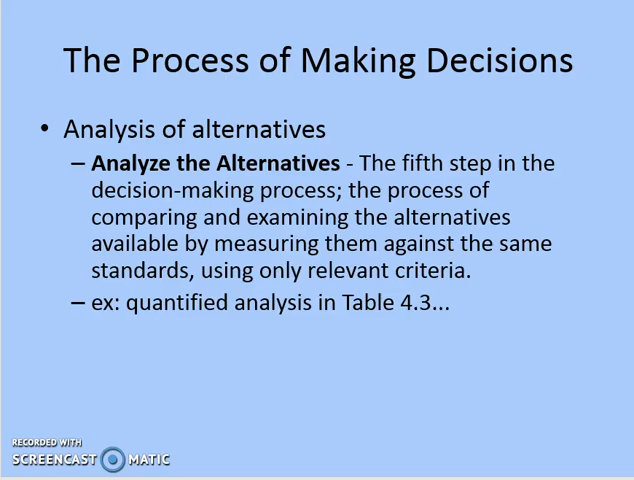 The Process of Making Decisions
• Analysis of alternatives
– Analyze the Alternatives - The fifth step in the
decision-making process; the process of
comparing and examining the alternatives
available by measuring them against the same
standards, using only relevant criteria.
– ex: quantified analysis in Table 4.3...
RECORDED WITH
SCREENCAST MATIC